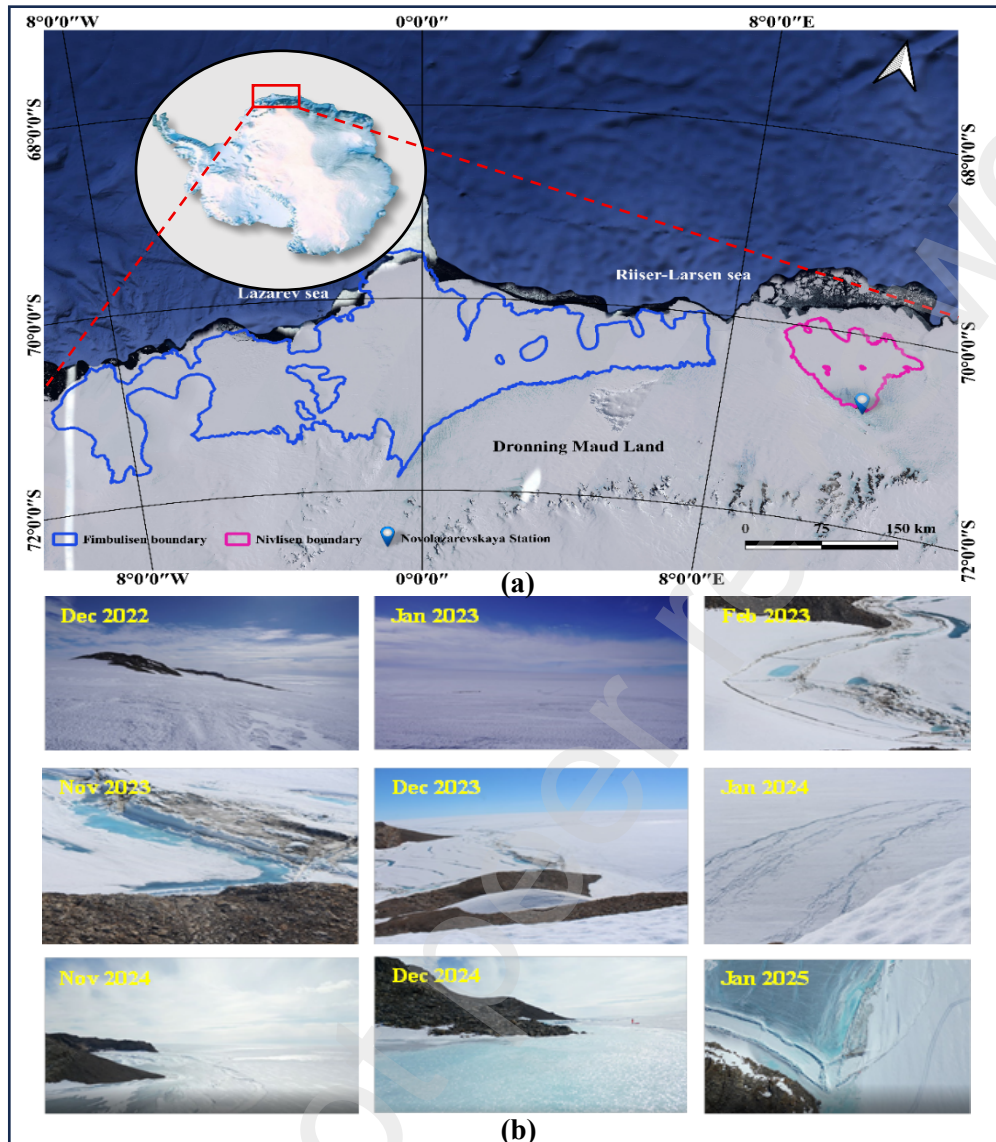 8°0'0"W 0°0'0" 8°0'0"E
68°0'0"S 68°0'0"S
Lazarev sea Riiser-Larsen sea
70°0'0"S 70°0'0"S
Dronning Maud Land
72°0'0"S 72°0'0"S
0 75 150 km
Fimbulisen boundary Nivlisen boundary Novolazarevskaya Station
8°0'0"W 0°0'0" 8°0'0"E
(a)
Dec 2022 Jan 2023 Feb 2023
Nov 2023 Dec 2023 Jan 2024
Nov 2024 Dec 2024 Jan 2025
(b)